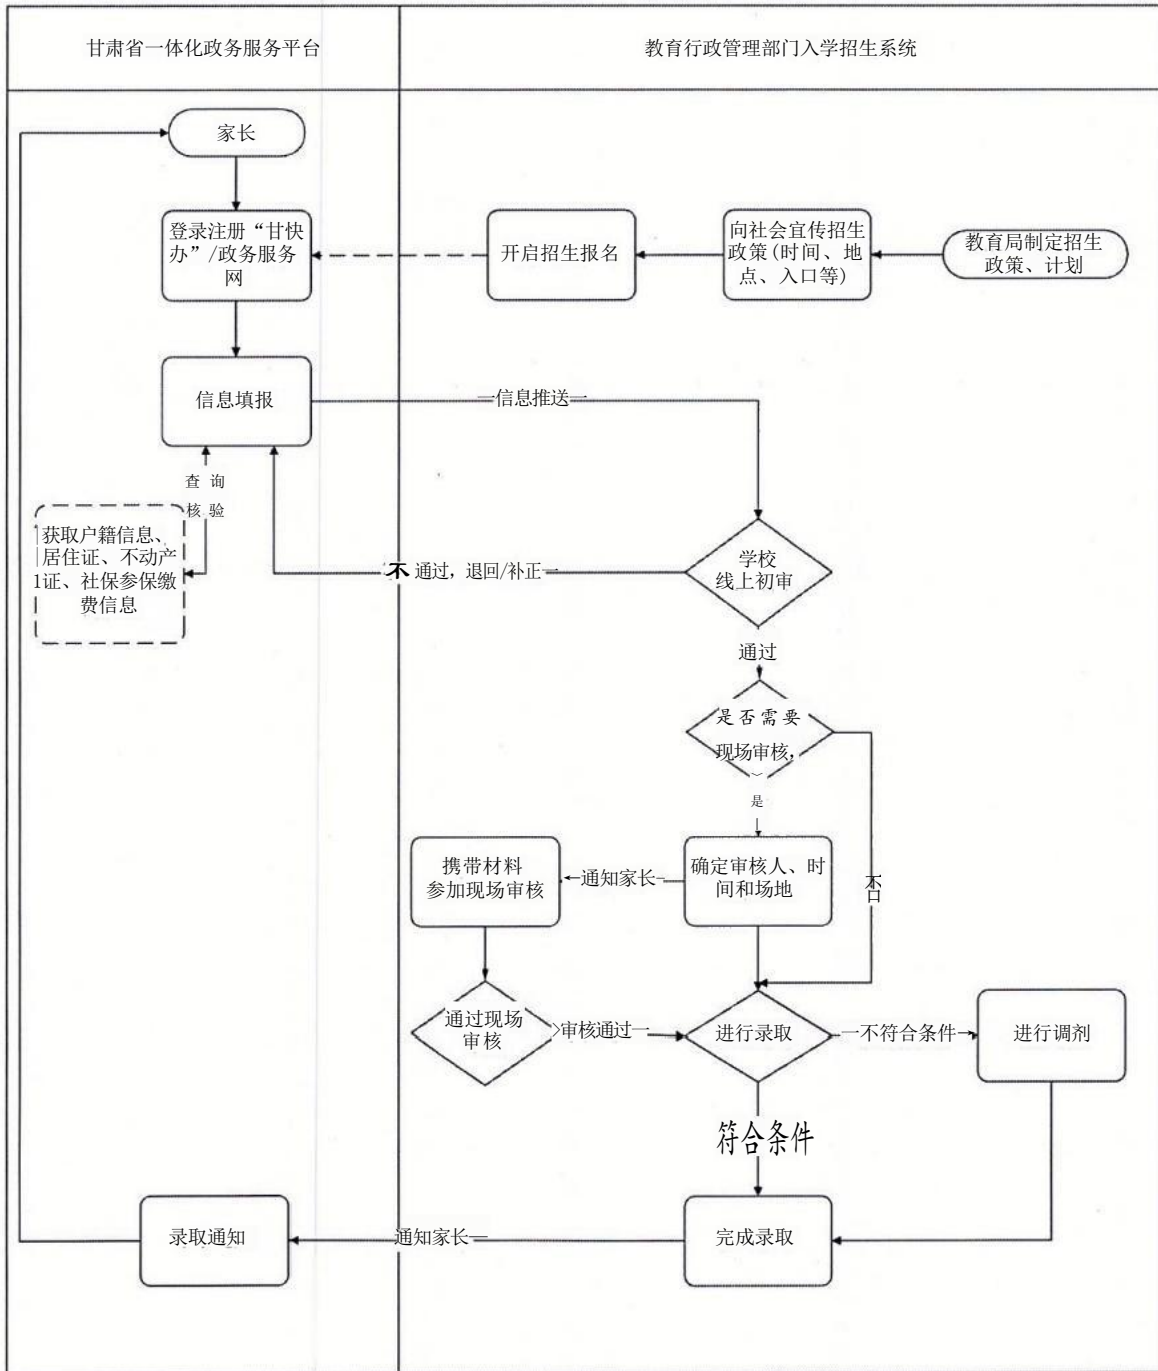 甘肃省一体化政务服务平台
教育行政管理部门入学招生系统
家长
登录注册“甘快
办”/政务服务
网
开启招生报名
向社会宣传招生
政策(时间、地
点、入口等)
教育局制定招生
政策、计划
信息填报
一信息推送一
查 询
核 验
获取户籍信息、
居住证、不动产
1证、社保参保缴
费信息
不 通过，退回/补正一
学校
线上初审
通过
是否需要
现场审核,
是
携带材料
参加现场审核
通知家长
确定审核人、时
间和场地
不口
通过现场
审核
审核通过一
进行录取
一不符合条件
进行调剂
符合条件
录取通知
通知家长一
完成录取